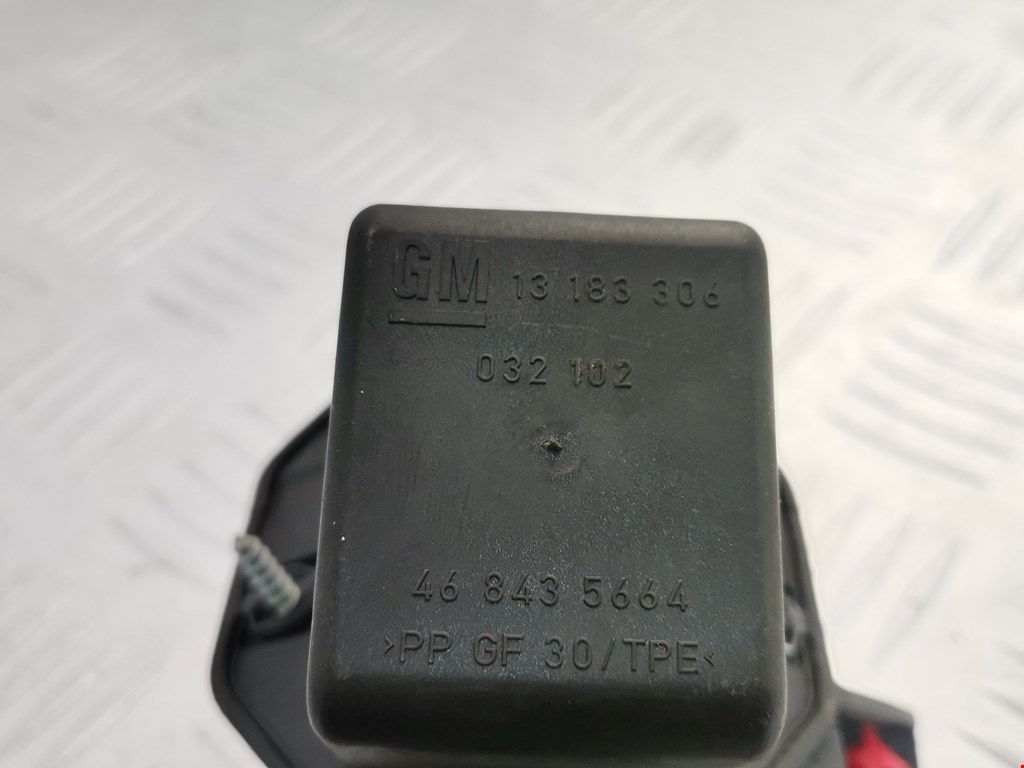 GM 13 183 306
032 102
46 843 5664
>PP GF 30/TPE<